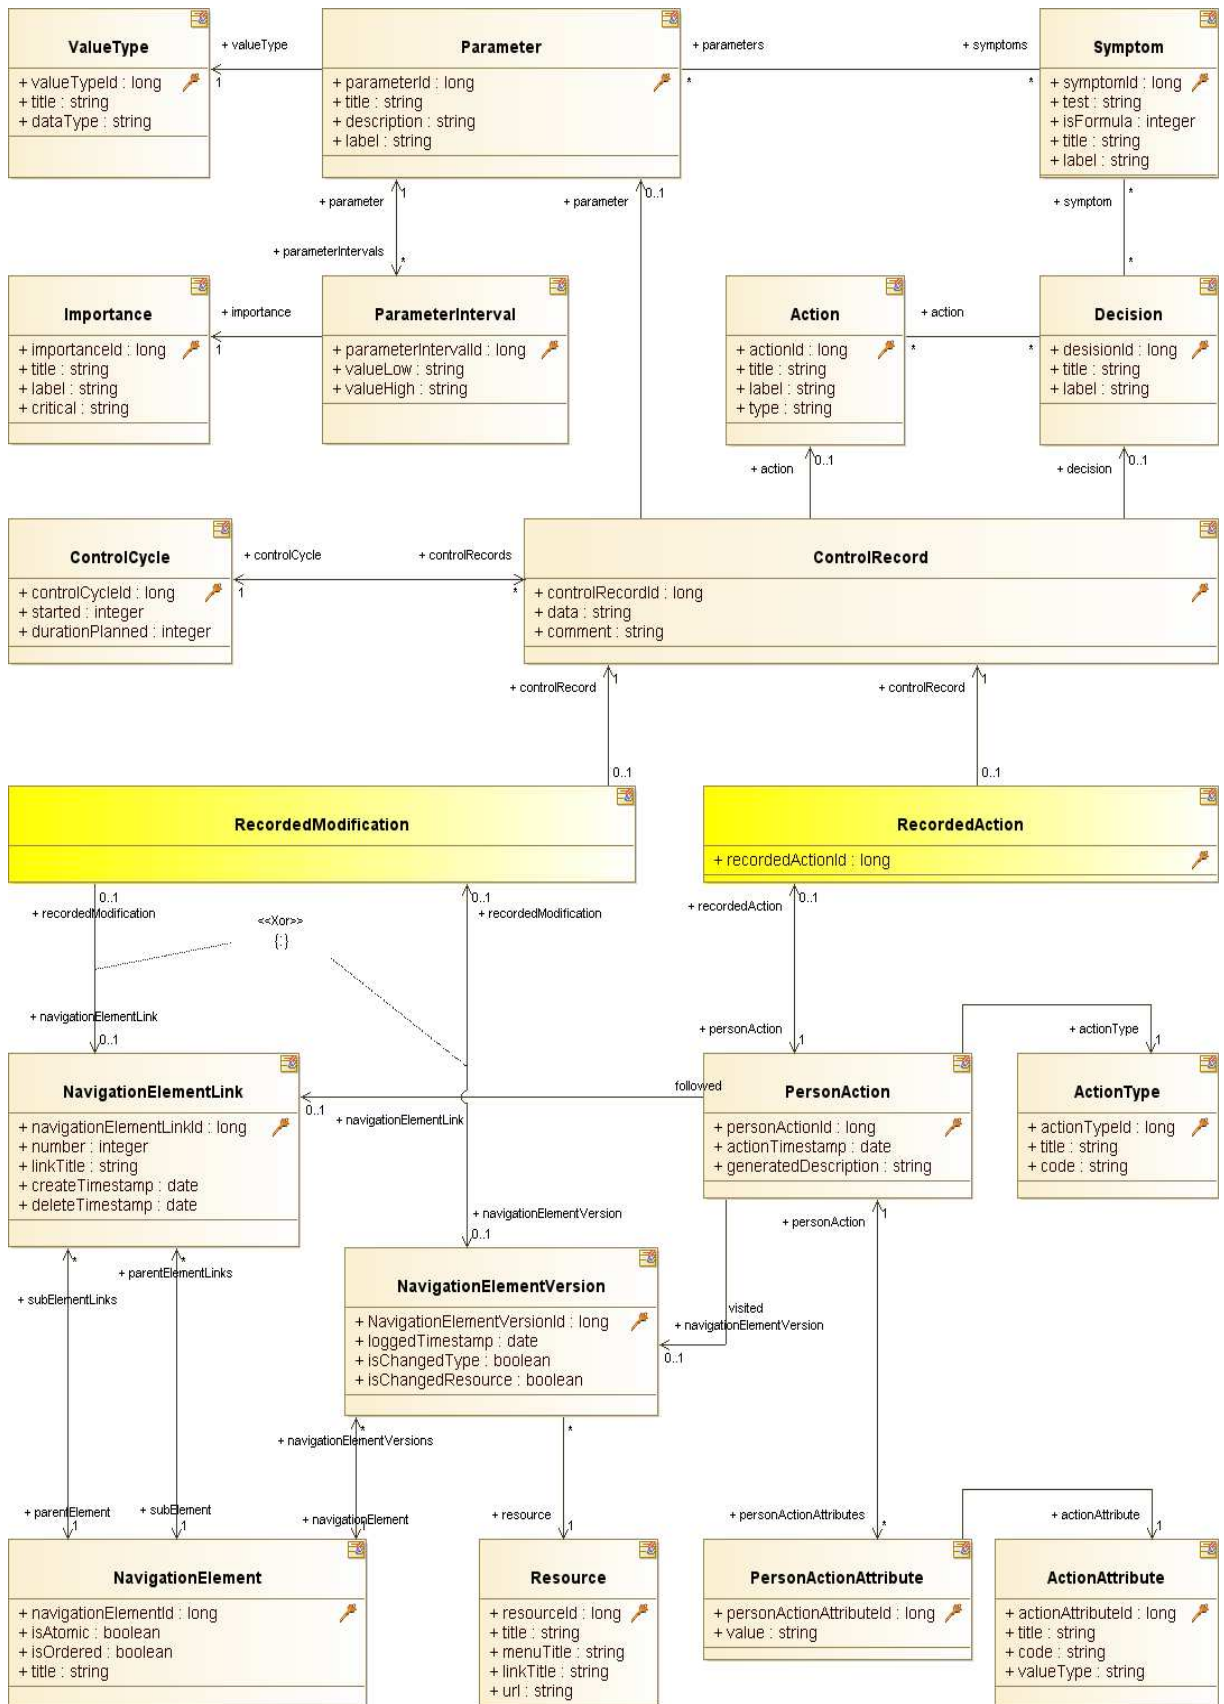 ValueType
+ valueTypeId : long
+ title : string
+ dataType : string
+ valueType
1
Parameter
+ parameterId : long
+ title : string
+ description : string
+ label : string
+ parameters
*
+ symptoms
*
Symptom
+ symptomId : long
+ test : string
+ isFormula : integer
+ title : string
+ label : string
1
+ parameter
+ parameterIntervals
*
0..1
+ parameter
*
+ symptom
*
Importance
+ importanceId : long
+ title : string
+ label : string
+ critical : string
+ importance
1
ParameterInterval
+ parameterIntervalId : long
+ valueLow : string
+ valueHigh : string
Action
+ actionId : long
+ title : string
+ label : string
+ type : string
+ action
*
*
Decision
+ desisionId : long
+ title : string
+ label : string
0..1
+ action
0..1
+ decision
ControlCycle
+ controlCycleId : long
+ started : integer
+ durationPlanned : integer
+ controlCycle
1
+ controlRecords
*
ControlRecord
+ controlRecordId : long
+ data : string
+ comment : string
1
+ controlRecord
0..1
1
+ controlRecord
0..1
RecordedModification
RecordedAction
+ recordedActionId : long
0..1
+ recordedModification
<<Xor>>
{:}
0..1
+ recordedModification
0..1
+ recordedAction
+ navigationElementLink
0..1
+ personAction
1
+ actionType
1
NavigationElementLink
+ navigationElementLinkId : long
+ number : integer
+ linkTitle : string
+ createTimestamp : date
+ deleteTimestamp : date
followed
0..1
+ navigationElementLink
PersonAction
+ personActionId : long
+ actionTimestamp : date
+ generatedDescription : string
ActionType
+ actionTypeId : long
+ title : string
+ code : string
+ navigationElementVersion
0..1
1
+ personAction
*
+ subElementLinks
*
+ parentElementLinks
NavigationElementVersion
+ NavigationElementVersionId : long
+ loggedTimestamp : date
+ isChangedType : boolean
+ isChangedResource : boolean
visited
+ navigationElementVersion
0..1
*
+ navigationElementVersions
*
+ parentElement
1
+ subElement
1
+ navigationElement
1
+ resource
1
+ personActionAttributes
*
+ actionAttribute
1
NavigationElement
+ navigationElementId : long
+ isAtomic : boolean
+ isOrdered : boolean
+ title : string
Resource
+ resourceId : long
+ title : string
+ menuTitle : string
+ linkTitle : string
+ url : string
PersonActionAttribute
+ personActionAttributeId : long
+ value : string
ActionAttribute
+ actionAttributeId : long
+ title : string
+ code : string
+ valueType : string